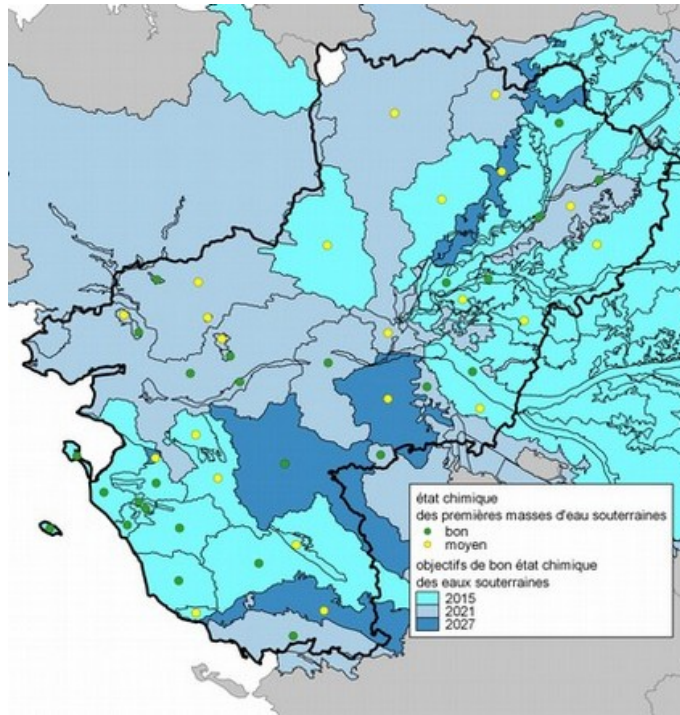 état chimique
des premières masses d'eau souterraines
bon
moyen
objectifs de bon état chimique
des eaux souterraines
2015
2021
2027